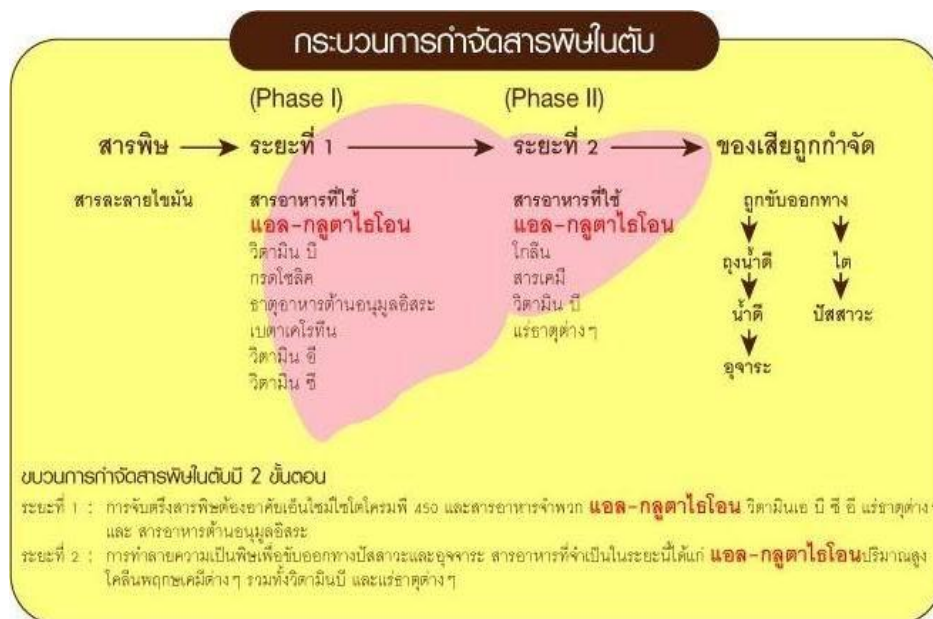 กระบวนการกำจัดสารพิษในตับ
(Phase I) (Phase II)
สารพิษ ระยะที่ 1 ระยะที่ 2 ของเสียถูกกำจัด
สารละลายไขมัน สารอาหารที่ใช้ สารอาหารที่ใช้ ถูกขับออกทาง
แอล-กลูตาไธโอน แอล-กลูตาไธโอน
วิตามิน บี ไกลีน ถุงน้ำดี ไต
กรดโฟลิค สารเคมี
ธาตุอาหารต้านอนุมูลอิสระ วิตามิน บี น้ำดี ปัสสาวะ
เบตาเคโรทีน แร่ธาตุต่างๆ
วิตามิน อี อุจาระ
วิตามิน ซี
ขบวนการกำจัดสารพิษในตับมี 2 ขั้นตอน
ระยะที่ 1 : การจับตรึงสารพิษต้องอาศัยเอ็นไซม์ไซโตโครมพี 450 และสารอาหารจำพวก แอล-กลูตาไธโอน วิตามินเอ บี ซี อี แร่ธาตุต่างๆ
และ สารอาหารต้านอนุมูลอิสระ
ระยะที่ 2 : การทำลายความเป็นพิษเพื่อขับออกทางปัสสาวะและอุจจาระ สารอาหารที่จำเป็นในระยะนี้ได้แก่ แอล-กลูตาไธโอนปริมาณสูง
โคลีนพฤกษเคมีต่างๆ รวมทั้งวิตามินบี และแร่ธาตุต่างๆ